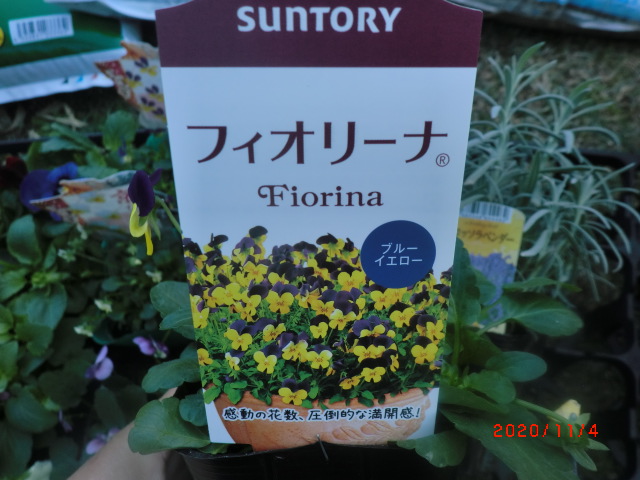 SUNTORY
フィオリーナ®
Fiorina
ブルー
イエロー
感動の花数、圧倒的な満開感!
2020/11/4